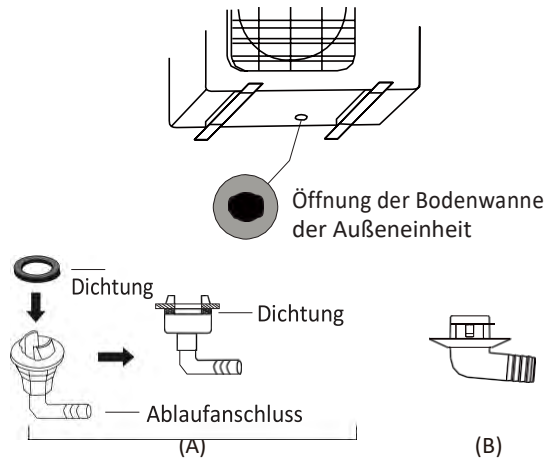 Öffnung der Bodenwanne
der Außeneinheit
Dichtung
Dichtung
Ablaufanschluss
(A)
(B)